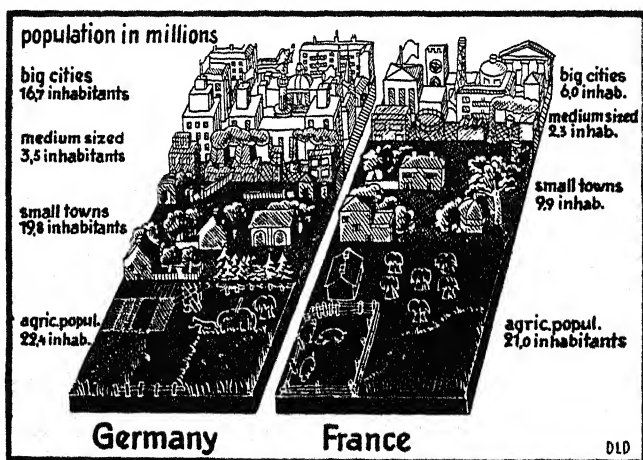 population in millions
big cities
16,7 inhabitants
medium sized
3,5 inhabitants
small towns
19,8 inhabitants
agric.popul.
22,4 inhab.
big cities
6,0 inhab.
medium sized
2.3 inhab.
small towns
9,9 inhab.
agric.popul.
21,0 inhabitants
Germany France
DLD